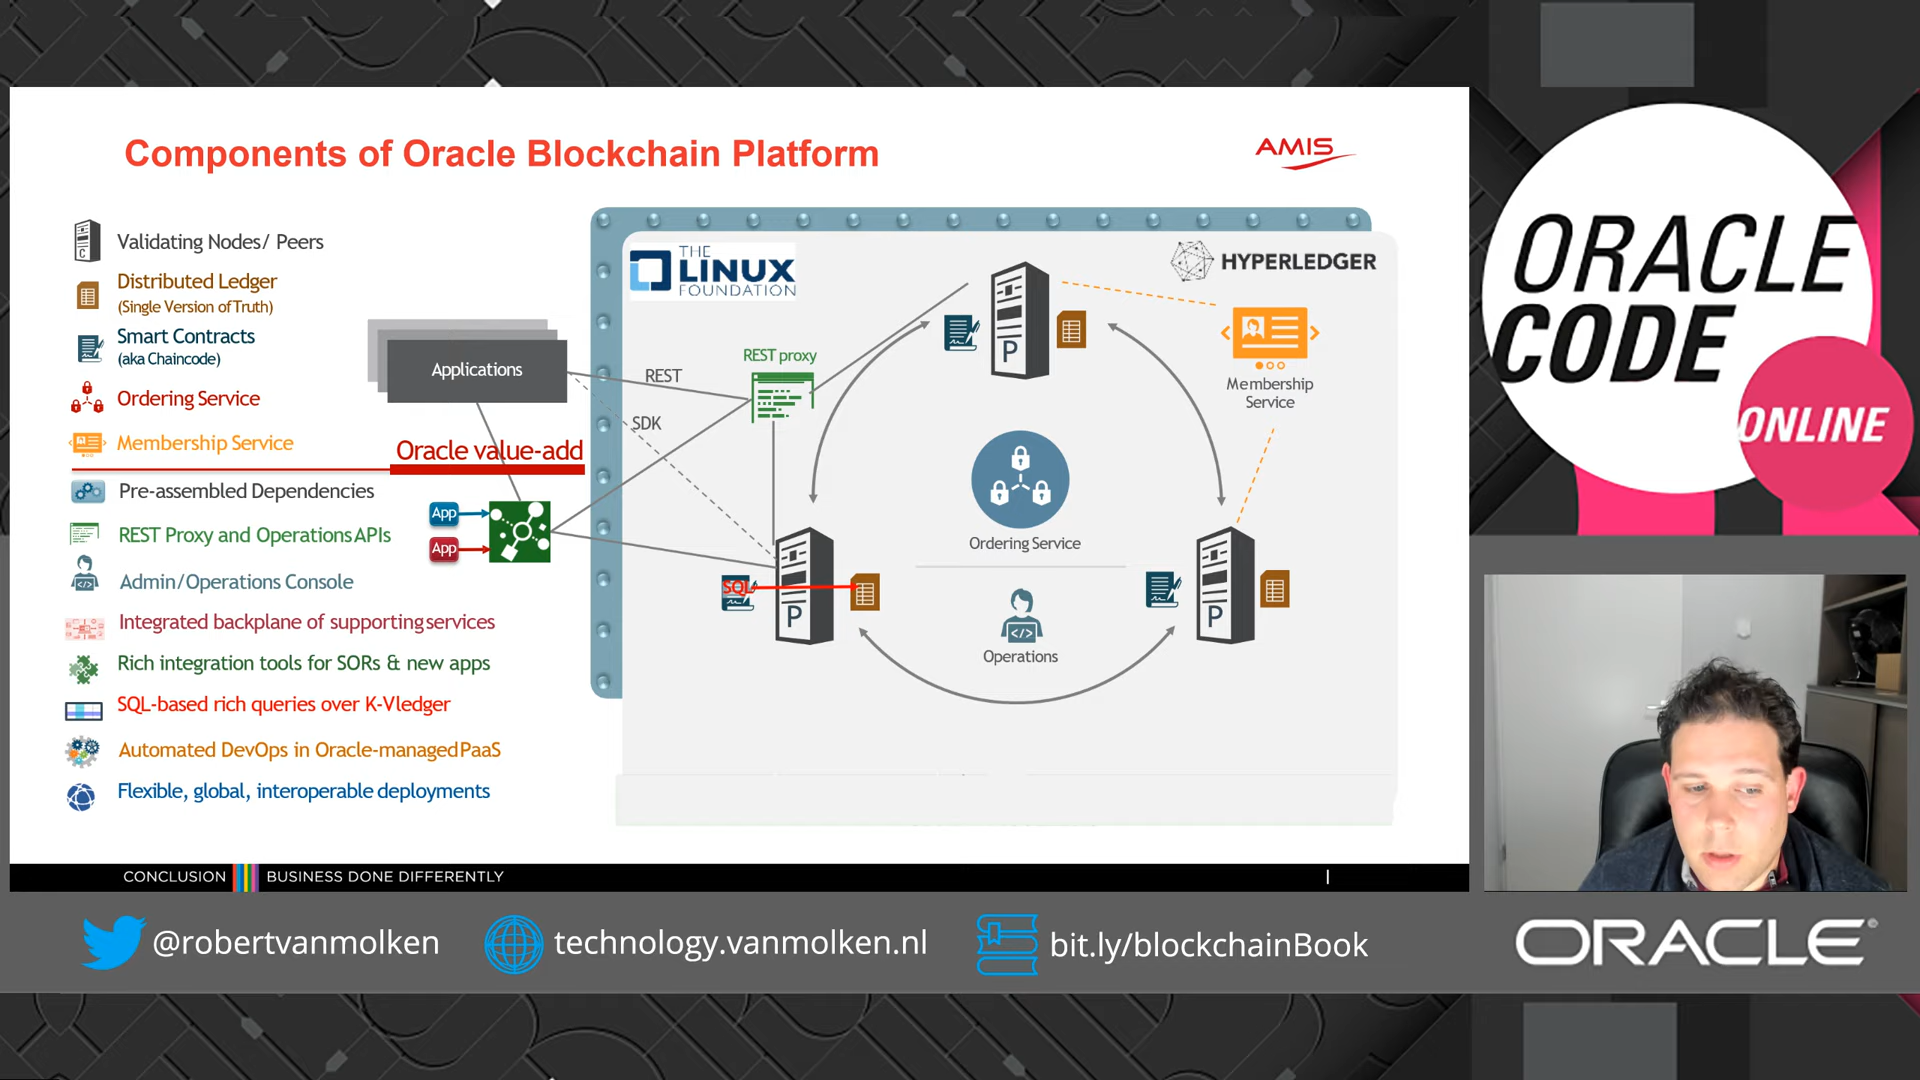 Components of Oracle Blockchain Platform
AMIS
Validating Nodes/ Peers
Distributed Ledger
(Single Version of Truth)
Smart Contracts
(aka Chaincode)
Ordering Service
Membership Service
Oracle value-add
Pre-assembled Dependencies
REST Proxy and Operations APIs
Admin/Operations Console
Integrated backplane of supporting services
Rich integration tools for SORs & new apps
SQL-based rich queries over K-V ledger
Automated DevOps in Oracle-managed PaaS
Flexible, global, interoperable deployments
C
Applications
App
App
THE
LINUX
FOUNDATION
HYPERLEDGER
REST proxy
REST
SDK
P
Membership
Service
Ordering Service
SQL
P
P
Operations
CONCLUSION BUSINESS DONE DIFFERENTLY
ORACLE
CODE
ONLINE
@robertvanmolken
technology.vanmolken.nl
bit.ly/blockchainBook
ORACLE®